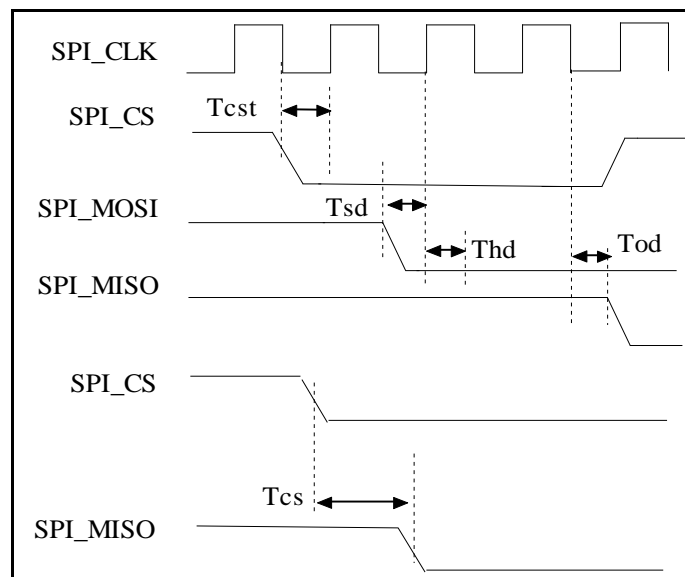 SPI_CLK
SPI_CS
Tcst
SPI_MOSI
Tsd
Thd
Tod
SPI_MISO
SPI_CS
Tcs
SPI_MISO